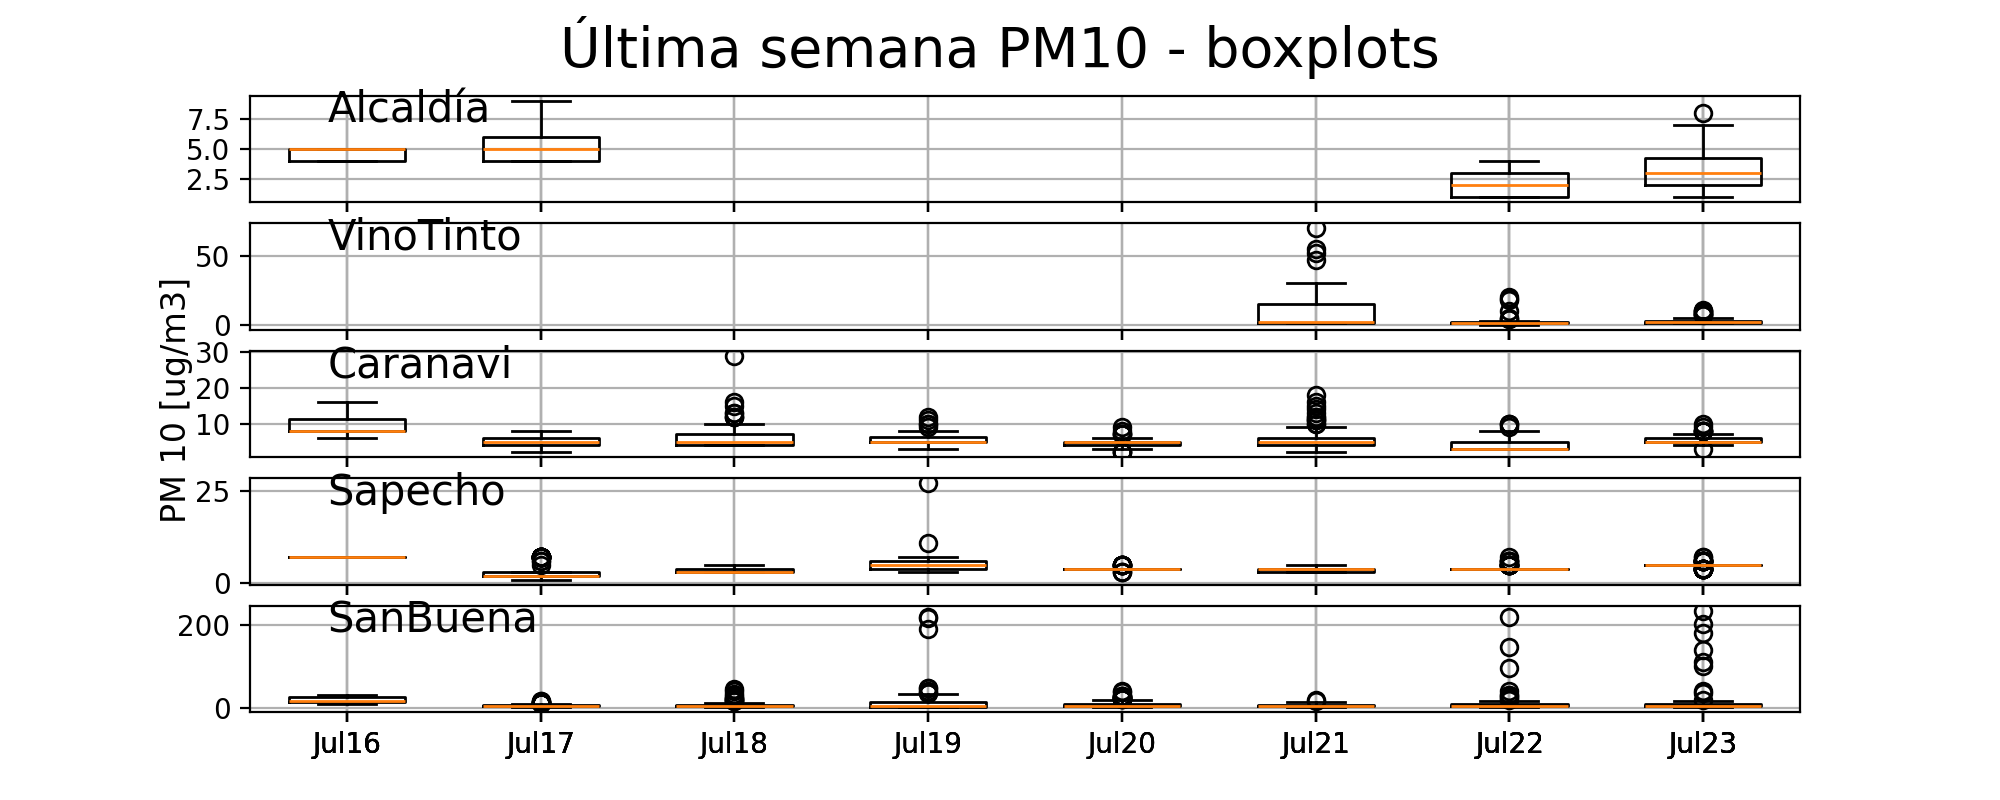 Última semana PM10 - boxplots
Alcaldía
7.5
5.0
2.5
VinoTinto
50
0
PM 10 [ug/m3]
Caranavi
30
20
10
Sapecho
25
0
SanBuena
200
0
Jul16 Jul17 Jul18 Jul19 Jul20 Jul21 Jul22 Jul23